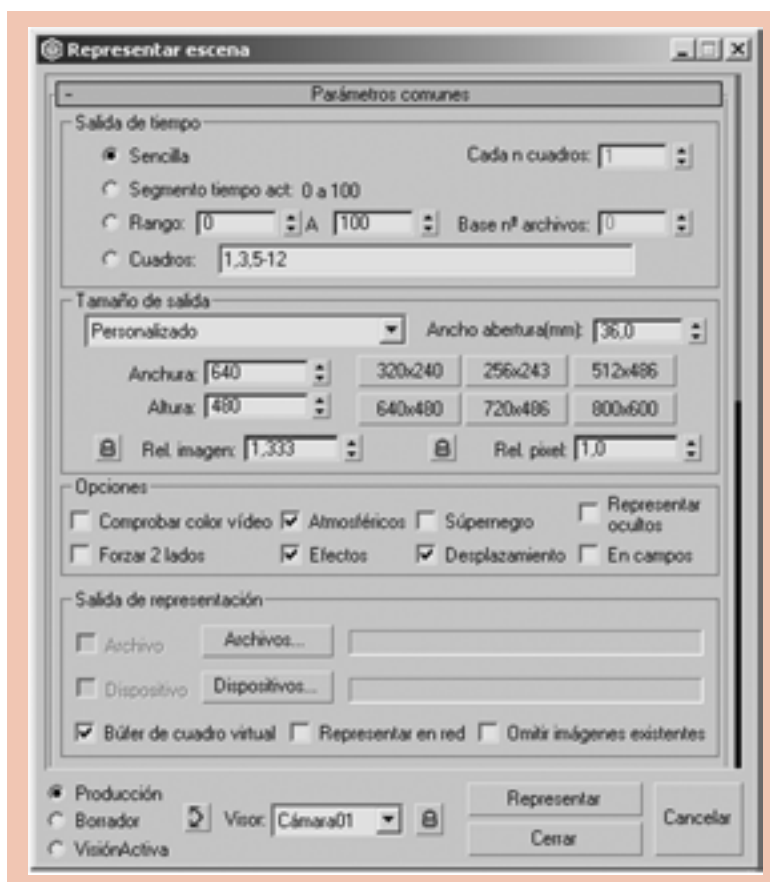 Representar escena
- Parámetros comunes
Salida de tiempo
Sencilla Cada n cuadros: 1
Segmento tiempo act: 0 a 100
Rango: 0 A 100 Base nº archivos: 0
Cuadros: 1,3,5-12
Tamaño de salida
Personalizado Ancho abertura(mm): 36,0
Anchura: 640 320x240 256x243 512x486
Altura: 480 640x480 720x486 800x600
Rel. imagen: 1,333 Rel. pixel: 1,0
Opciones
Comprobar color vídeo Atmosféricos Súpernegro Representar ocultos
Forzar 2 lados Efectos Desplazamiento En campos
Salida de representación
Archivo Archivos...
Dispositivo Dispositivos...
Búfer de cuadro virtual Representar en red Omitir imágenes existentes
Producción
Borrador Visor: Cámara01
VisiónActiva
Representar
Cerrar
Cancelar